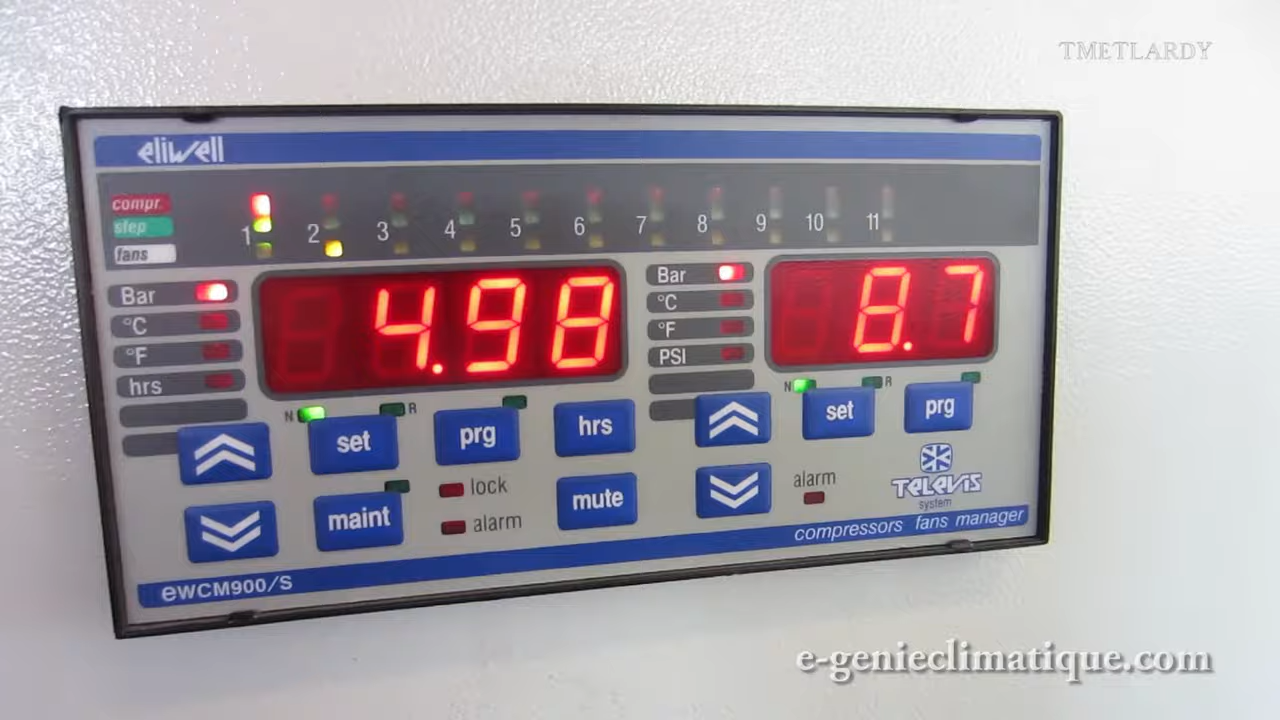 TMETLARDY
eliwell
compr.
step
fans
1 2 3 4 5 6 7 8 9 10 11
Bar
°C
°F
hrs
4.98
Bar
°C
°F
PSI
8.7
N R
set
prg
hrs
N R
set
prg
maint
lock
alarm
mute
alarm
TELEVIS
system
compressors fans manager
eWCM900/S
e-genieclimatique.com